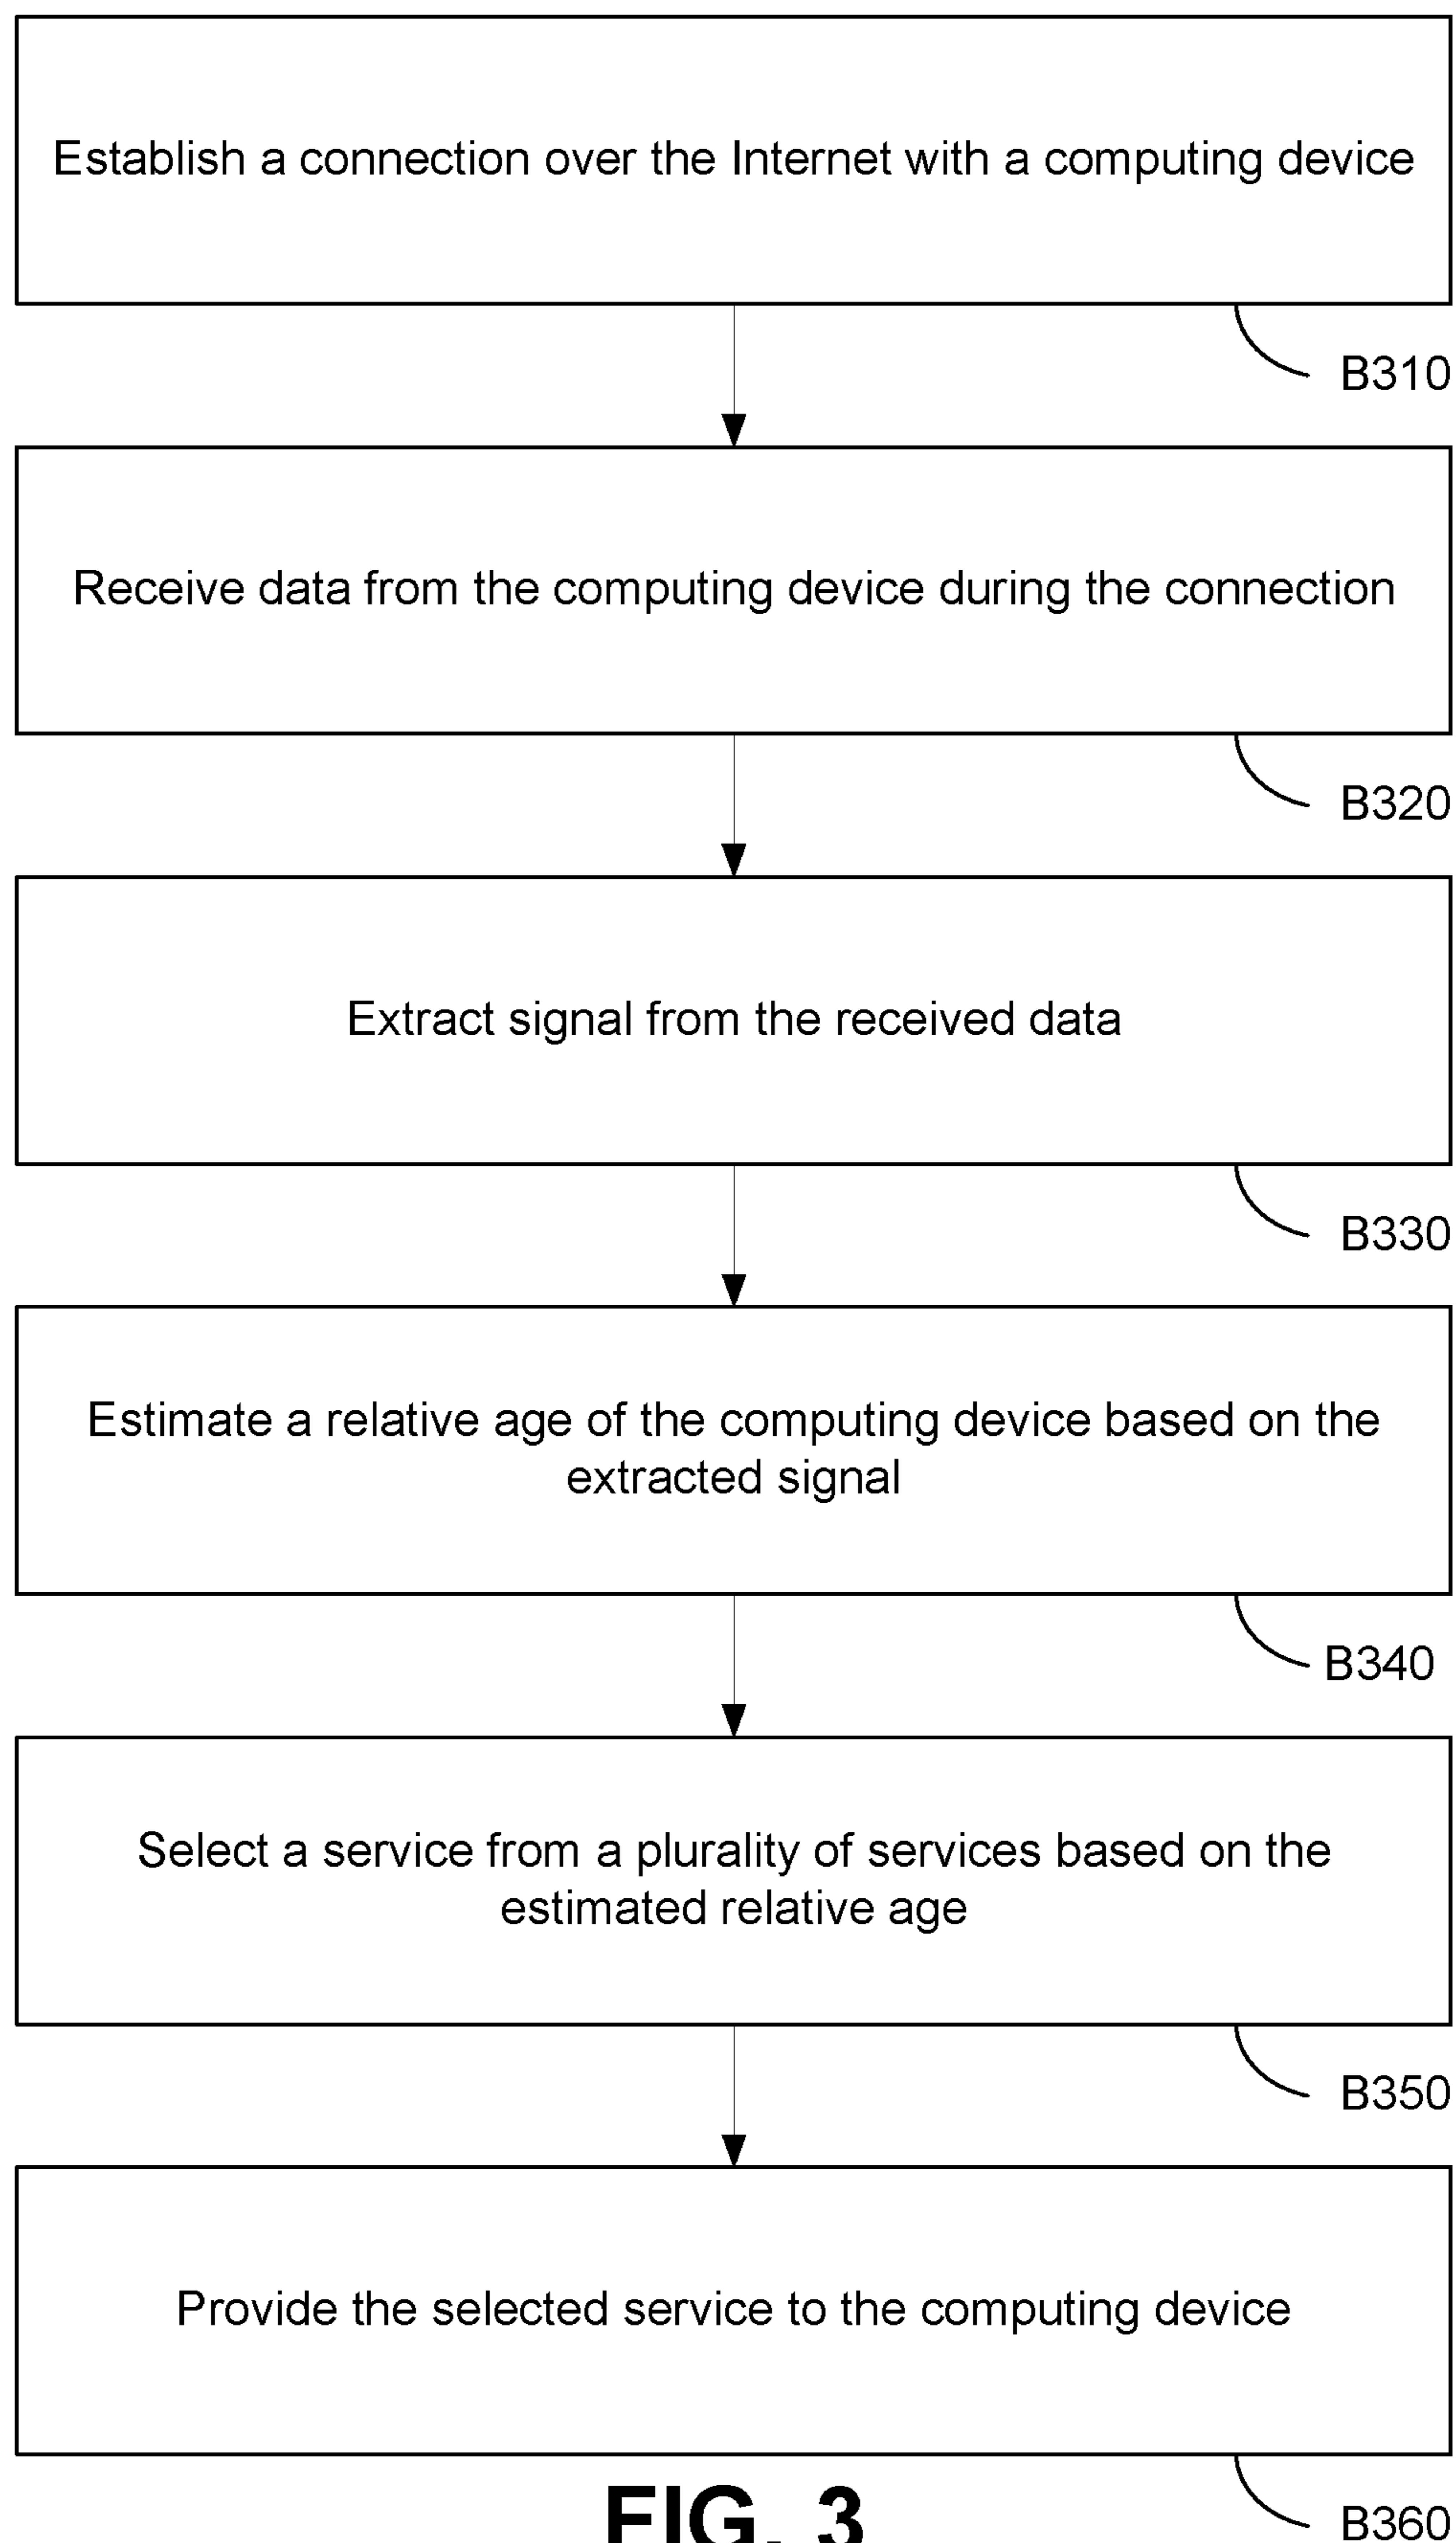 Establish a connection over the Internet with a computing device
B310
Receive data from the computing device during the connection
B320
Extract signal from the received data
B330
Estimate a relative age of the computing device based on the
extracted signal
B340
Select a service from a plurality of services based on the
estimated relative age
B350
Provide the selected service to the computing device
B360
FIG. 3